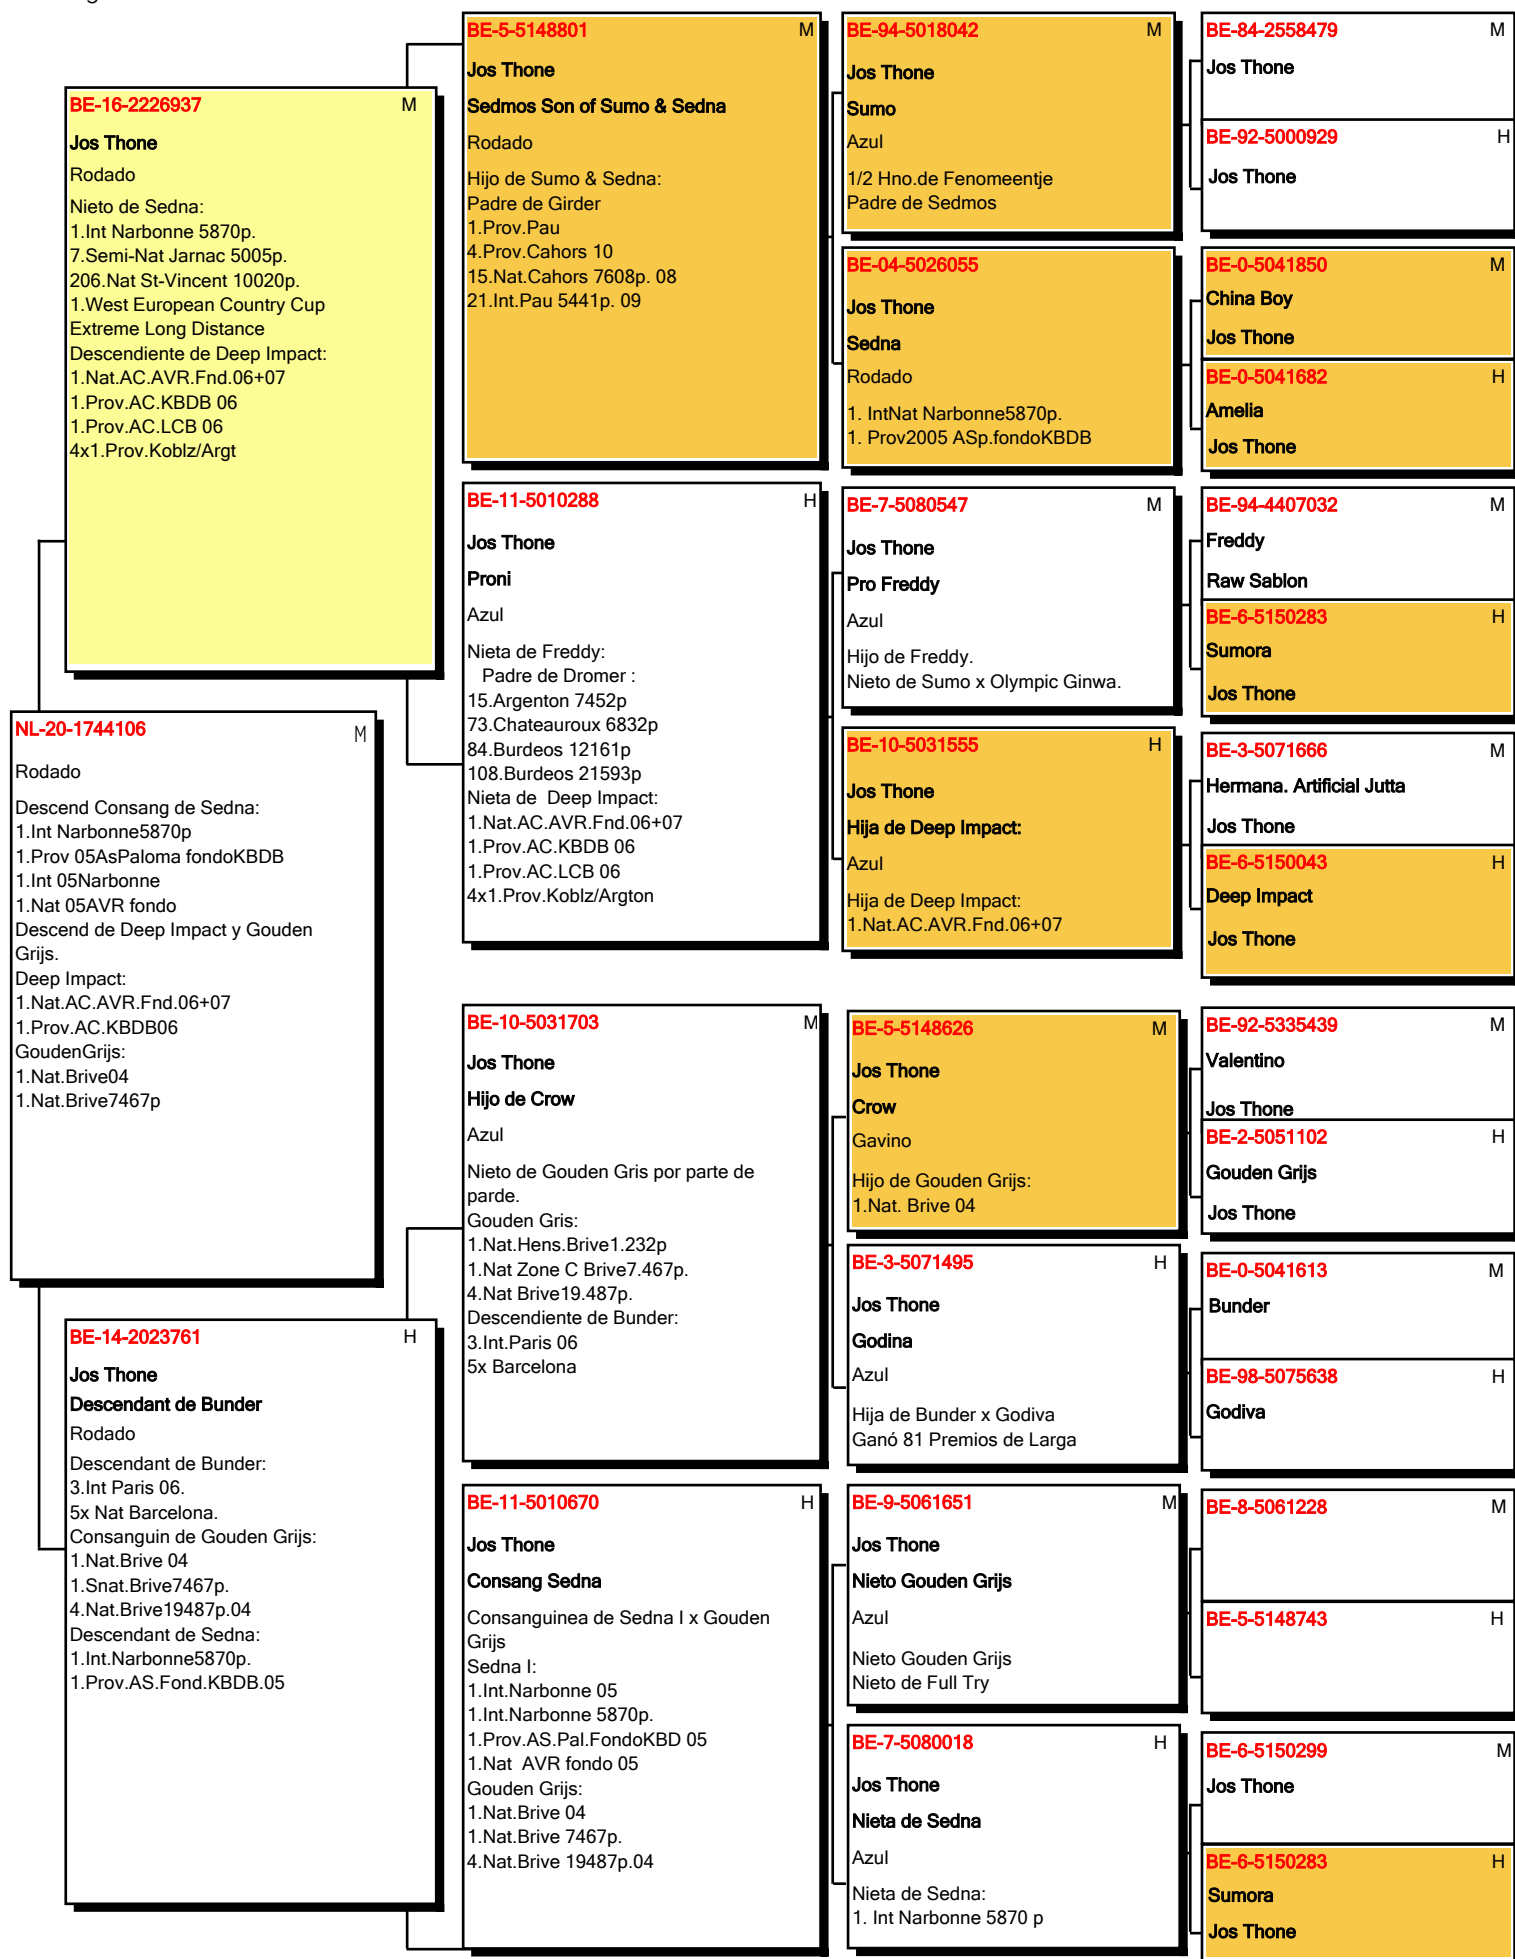 NL-20-1744106 M
Rodado
Descend Consang de Sedna:
1.Int Narbonne5870p
1.Prov 05AsPaloma fondoKBDB
1.Int 05Narbonne
1.Nat 05AVR fondo
Descend de Deep Impact y Gouden
Grijs.
Deep Impact:
1.Nat.AC.AVR.Fnd.06+07
1.Prov.AC.KBDB06
GoudenGrijs:
1.Nat.Brive04
1.Nat.Brive7467p
BE-16-2226937 M
Jos Thone
Rodado
Nieto de Sedna:
1.Int Narbonne 5870p.
7.Semi-Nat Jarnac 5005p.
206.Nat St-Vincent 10020p.
1.West European Country Cup
Extreme Long Distance
Descendiente de Deep Impact:
1.Nat.AC.AVR.Fnd.06+07
1.Prov.AC.KBDB 06
1.Prov.AC.LCB 06
4x1.Prov.Koblz/Argt
BE-14-2023761 H
Jos Thone
Descendant de Bunder
Rodado
Descendant de Bunder:
3.Int Paris 06.
5x Nat Barcelona.
Consanguin de Gouden Grijs:
1.Nat.Brive 04
1.Snat.Brive7467p.
4.Nat.Brive19487p.04
Descendant de Sedna:
1.Int.Narbonne5870p.
1.Prov.AS.Fond.KBDB.05
BE-5-5148801 M
Jos Thone
Sedmos Son of Sumo & Sedna
Rodado
Hijo de Sumo & Sedna:
Padre de Girder
1.Prov.Pau
4.Prov.Cahors 10
15.Nat.Cahors 7608p. 08
21.Int.Pau 5441p. 09
BE-11-5010288 H
Jos Thone
Proni
Azul
Nieta de Freddy:
Padre de Dromer :
15.Argenton 7452p
73.Chateauroux 6832p
84.Burdeos 12161p
108.Burdeos 21593p
Nieta de  Deep Impact:
1.Nat.AC.AVR.Fnd.06+07
1.Prov.AC.KBDB 06
1.Prov.AC.LCB 06
4x1.Prov.Koblz/Argton
BE-10-5031703 M
Jos Thone
Hijo de Crow
Azul
Nieto de Gouden Gris por parte de
parde.
Gouden Gris:
1.Nat.Hens.Brive1.232p
1.Nat Zone C Brive7.467p.
4.Nat Brive19.487p.
Descendiente de Bunder:
3.Int.Paris 06
5x Barcelona
BE-11-5010670 H
Jos Thone
Consang Sedna
Consanguinea de Sedna I x Gouden
Grijs
Sedna I:
1.Int.Narbonne 05
1.Int.Narbonne 5870p.
1.Prov.AS.Pal.FondoKBD 05
1.Nat  AVR fondo 05
Gouden Grijs:
1.Nat.Brive 04
1.Nat.Brive 7467p.
4.Nat.Brive 19487p.04
BE-94-5018042 M
Jos Thone
Sumo
Azul
1/2 Hno.de Fenomeentje
Padre de Sedmos
BE-04-5026055
Jos Thone
Sedna
Rodado
1. IntNat Narbonne5870p.
1. Prov2005 ASp.fondoKBDB
BE-7-5080547 M
Jos Thone
Pro Freddy
Azul
Hijo de Freddy.
Nieto de Sumo x Olympic Ginwa.
BE-10-5031555 H
Jos Thone
Hija de Deep Impact:
Azul
Hija de Deep Impact:
1.Nat.AC.AVR.Fnd.06+07
BE-5-5148626 M
Jos Thone
Crow
Gavino
Hijo de Gouden Grijs:
1.Nat. Brive 04
BE-3-5071495 H
Jos Thone
Godina
Azul
Hija de Bunder x Godiva
Ganó 81 Premios de Larga
BE-9-5061651 M
Jos Thone
Nieto Gouden Grijs
Azul
Nieto Gouden Grijs
Nieto de Full Try
BE-7-5080018 H
Jos Thone
Nieta de Sedna
Azul
Nieta de Sedna:
1. Int Narbonne 5870 p
BE-84-2558479 M
Jos Thone
BE-92-5000929 H
Jos Thone
BE-0-5041850 M
China Boy
Jos Thone
BE-0-5041682 H
Amelia
Jos Thone
BE-94-4407032 M
Freddy
Raw Sablon
BE-6-5150283 H
Sumora
Jos Thone
BE-3-5071666 M
Hermana. Artificial Jutta
Jos Thone
BE-6-5150043 H
Deep Impact
Jos Thone
BE-92-5335439 M
Valentino
Jos Thone
BE-2-5051102 H
Gouden Grijs
Jos Thone
BE-0-5041613 M
Bunder
BE-98-5075638 H
Godiva
BE-8-5061228 M
BE-5-5148743 H
BE-6-5150299 M
Jos Thone
BE-6-5150283 H
Sumora
Jos Thone